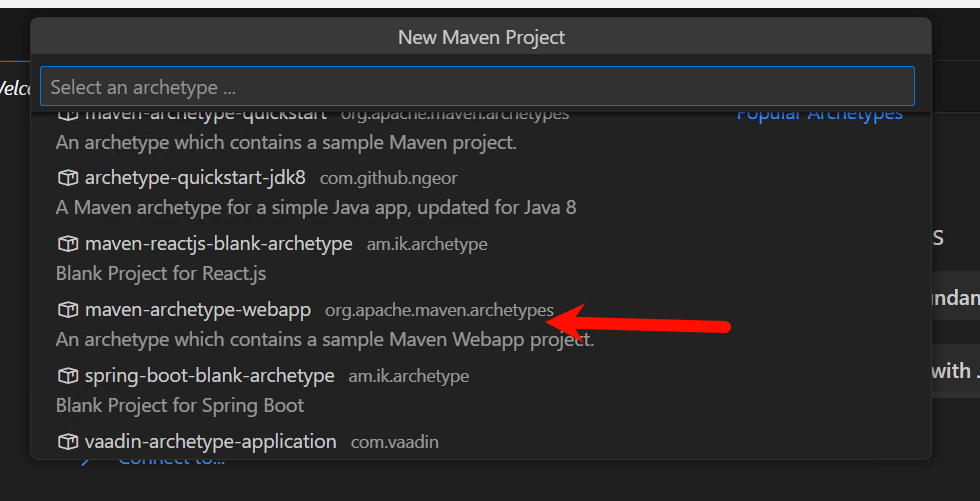 New Maven Project
Select an archetype ...
maven-archetype-quickstart org.apache.maven.archetypes Popular Archetypes
An archetype which contains a sample Maven project.
archetype-quickstart-jdk8 com.github.ngeor
A Maven archetype for a simple Java app, updated for Java 8
maven-reactjs-blank-archetype am.ik.archetype
Blank Project for React.js
maven-archetype-webapp org.apache.maven.archetypes
An archetype which contains a sample Maven Webapp project.
spring-boot-blank-archetype am.ik.archetype
Blank Project for Spring Boot
vaadin-archetype-application com.vaadin
Connect to...
with